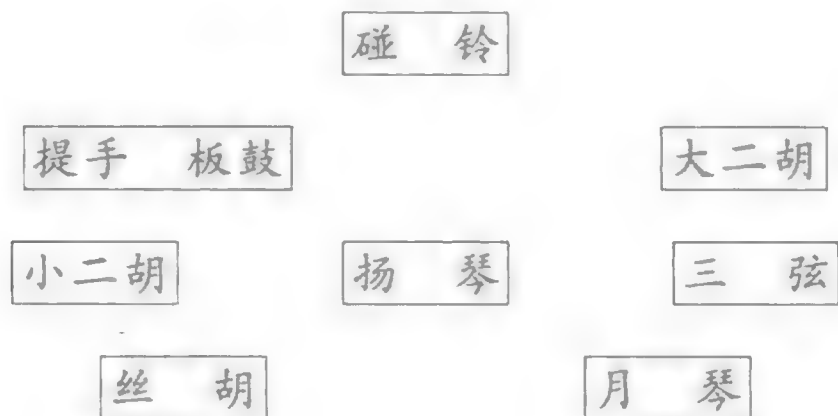 碰 铃
提手 板鼓 大二胡
小二胡 扬 琴 三 弦
丝 胡 月 琴